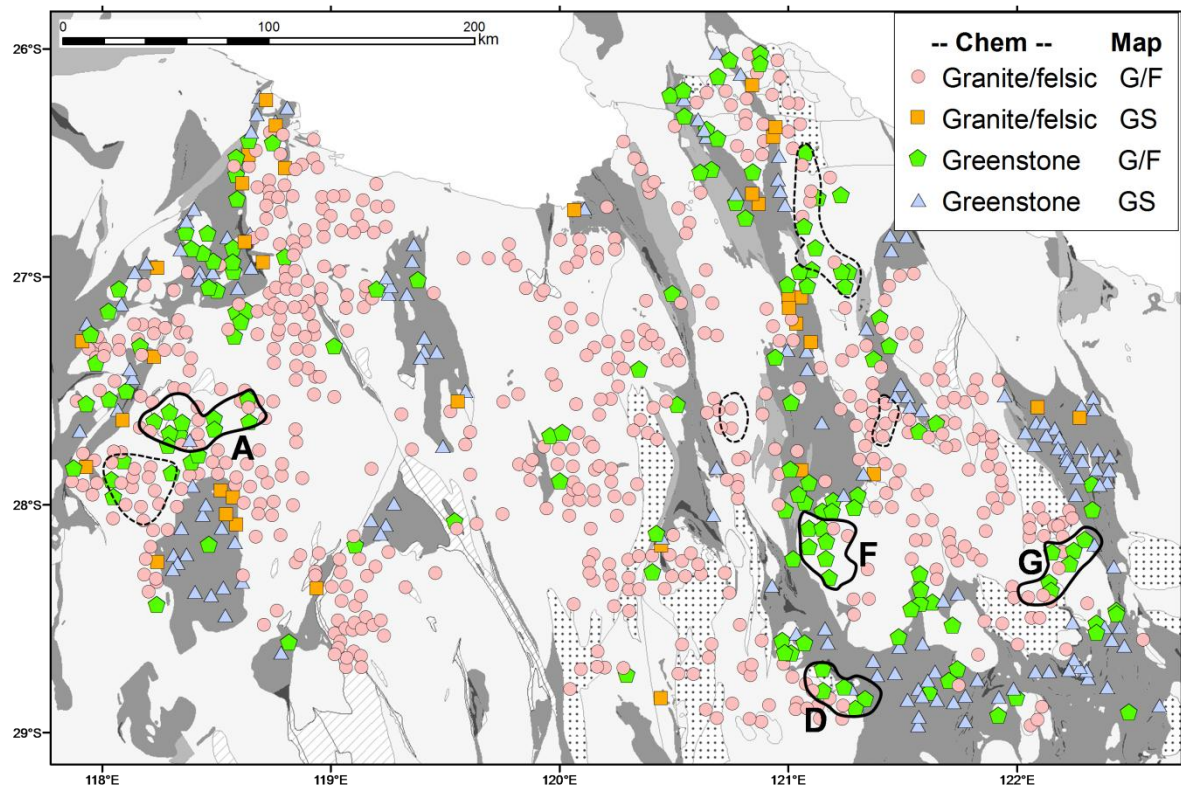 0 100 200
km
-- Chem -- Map
Granite/felsic G/F
Granite/felsic GS
Greenstone G/F
Greenstone GS
26°S
27°S
28°S
29°S
A
F
G
D
118°E 119°E 120°E 121°E 122°E